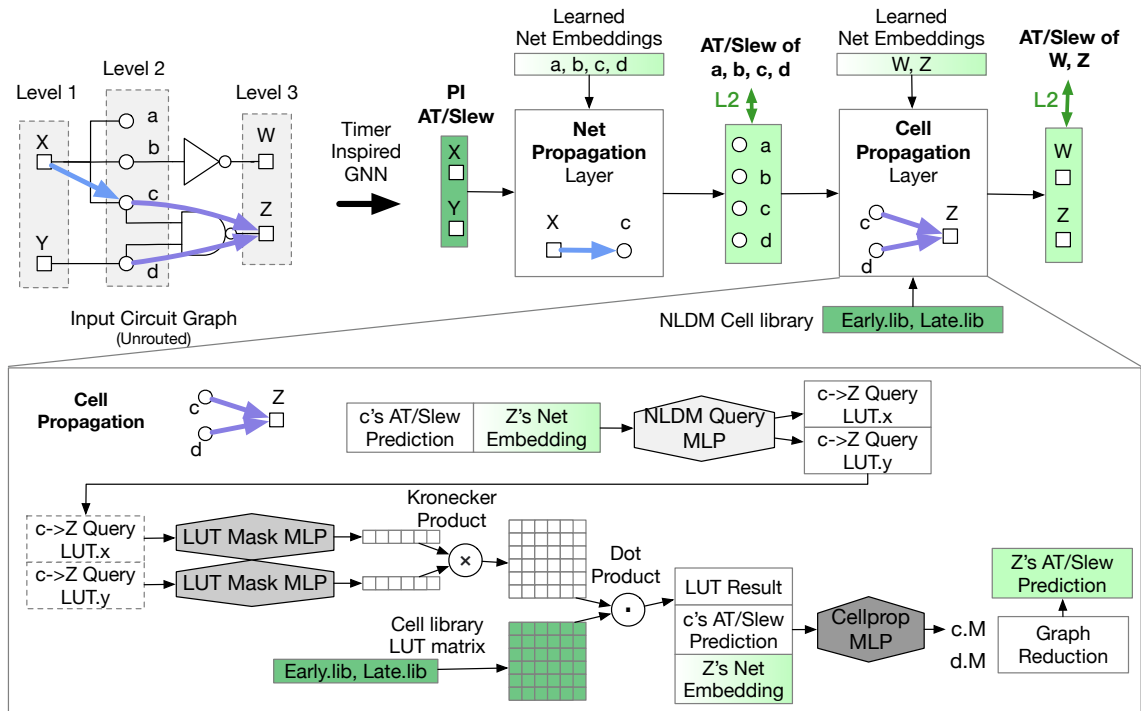 Level 1
Level 2
Level 3
X
Y
a
b
c
d
W
Z
Input Circuit Graph
(Unrouted)
Timer
Inspired
GNN
PI
AT/Slew
X
Y
Learned
Net Embeddings
a, b, c, d
Net
Propagation
Layer
X
c
AT/Slew of
a, b, c, d
L2
a
b
c
d
Learned
Net Embeddings
W, Z
Cell
Propagation
Layer
c
d
Z
NLDM Cell library
Early.lib, Late.lib
AT/Slew of
W, Z
L2
W
Z
Cell
Propagation
c
d
Z
c's AT/Slew
Prediction
Z's Net
Embedding
NLDM Query
MLP
c->Z Query
LUT.x
c->Z Query
LUT.y
c->Z Query
LUT.x
c->Z Query
LUT.y
LUT Mask MLP
LUT Mask MLP
Kronecker
Product
×
Cell library
LUT matrix
Early.lib, Late.lib
Dot
Product
·
LUT Result
c's AT/Slew
Prediction
Z's Net
Embedding
Cellprop
MLP
c.M
d.M
Z's AT/Slew
Prediction
Graph
Reduction